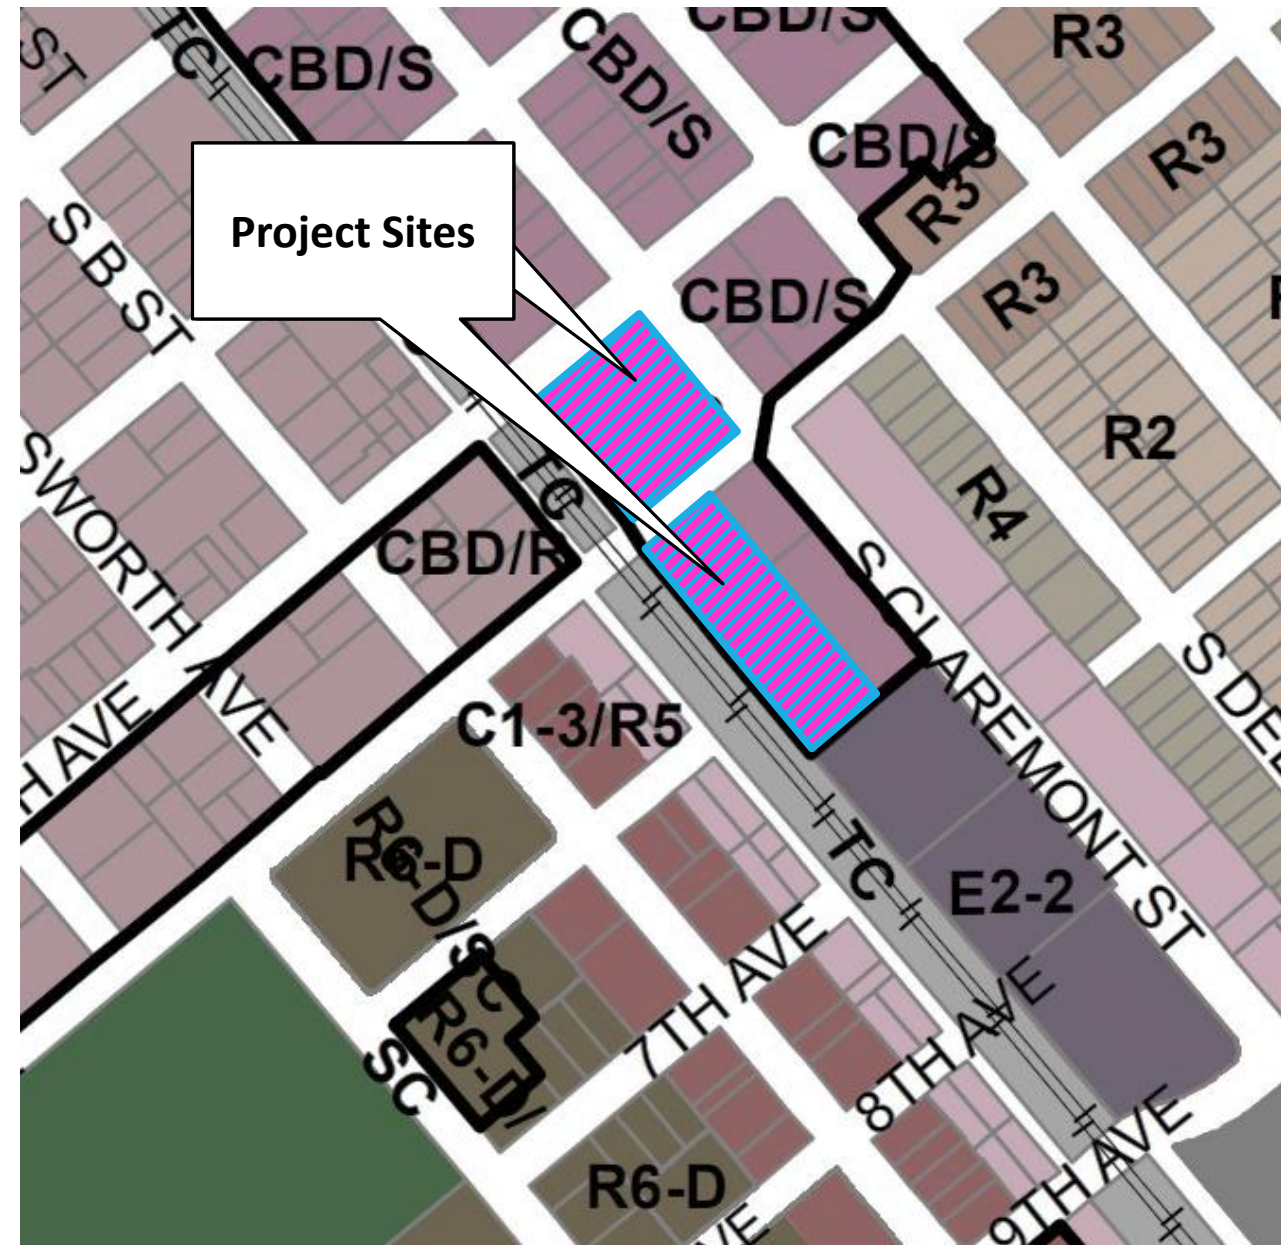 ST
TC
CBD/S
CBD/S
CBD/S
R3
CBD/S
R3
R3
Project Sites
S B ST
CBD/S
R3
R2
R4
TC
CBD/R
SWORTH AVE
S CLAREMONT ST
H AVE
C1-3/R5
S DEL
R6-D
R6-D/SC
TC
E2-2
7TH AVE
8TH AVE
R6-D/
SC
9TH AVE
R6-D
VE